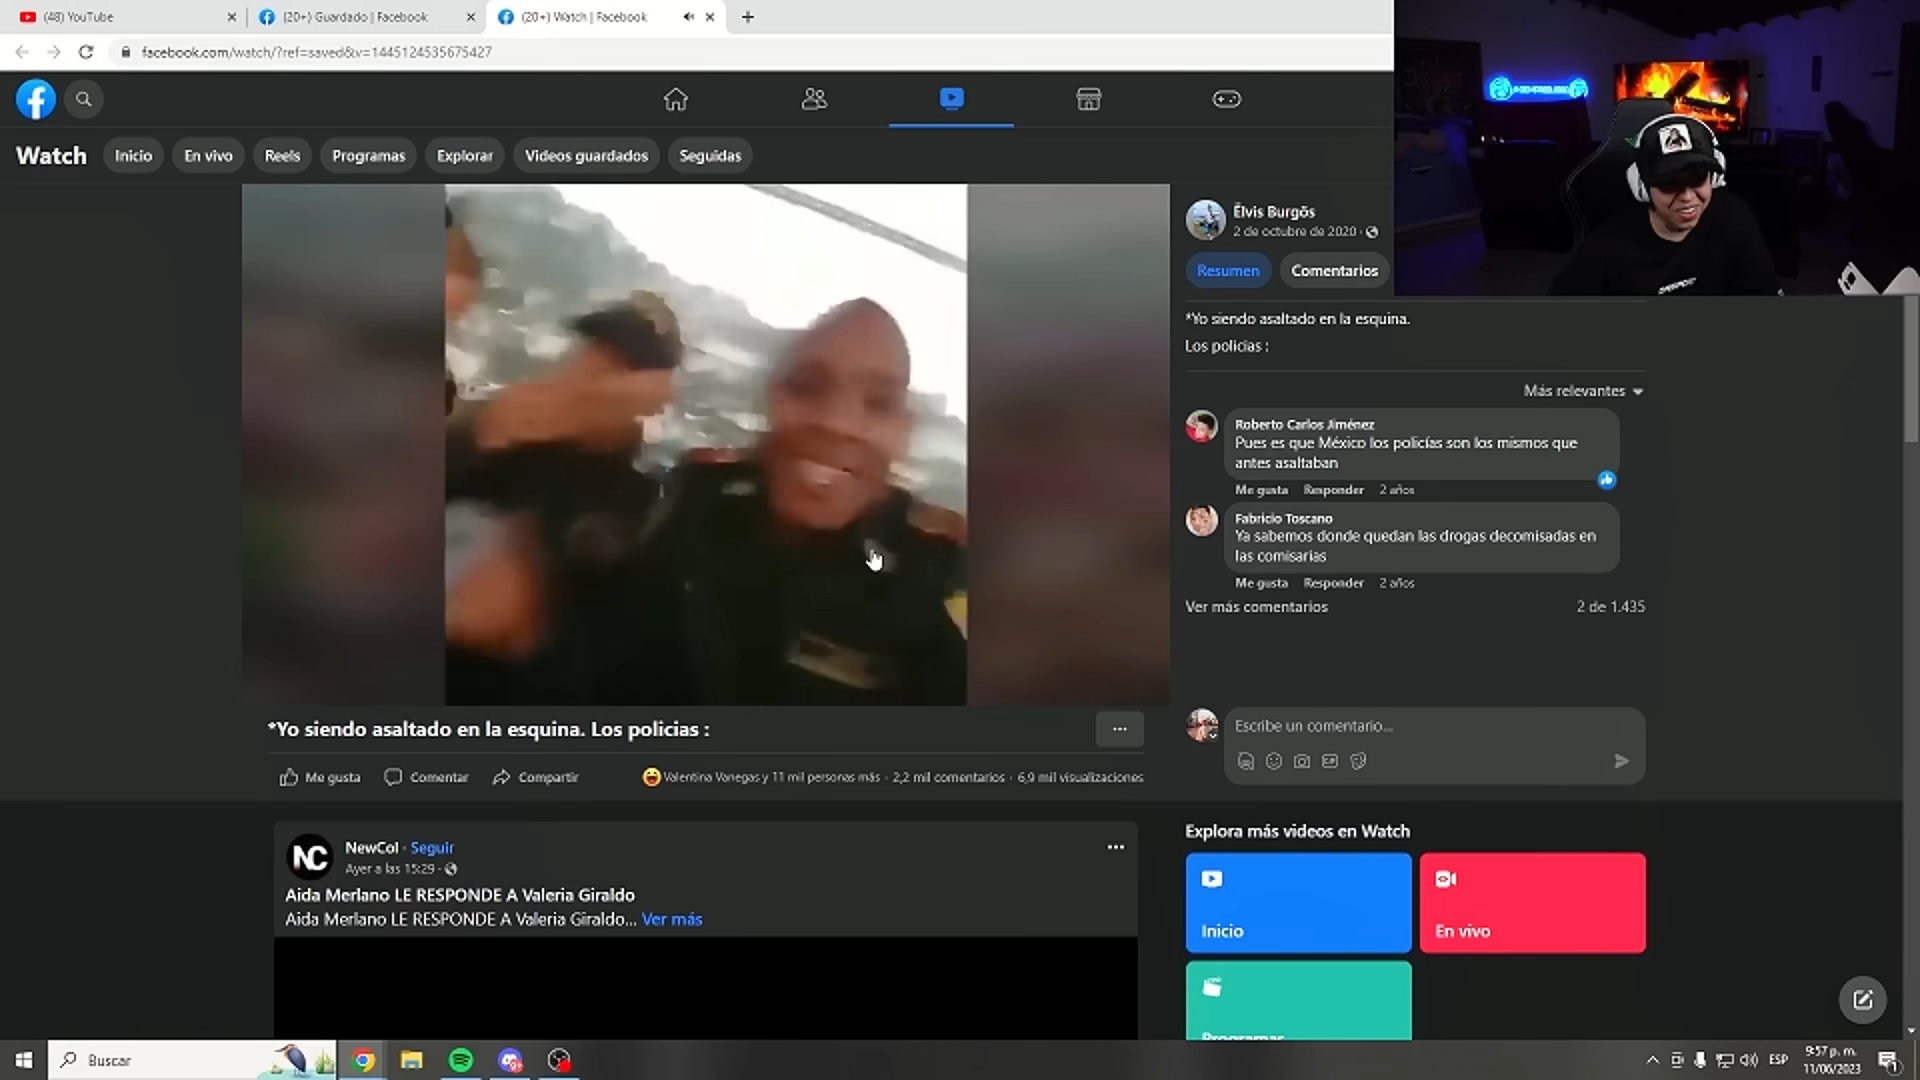 (48) YouTube
(20+) Guardado | Facebook
(20+) Watch | Facebook
facebook.com/watch/?ref=saved&v=1445124535675427
Watch
Inicio
En vivo
Reels
Programas
Explorar
Videos guardados
Seguidas
Ëlvis Burgõs
2 de octubre de 2020 ·
Resumen
Comentarios
*Yo siendo asaltado en la esquina.
Los policias :
Más relevantes
Roberto Carlos Jiménez
Pues es que México los policías son los mismos que
antes asaltaban
Me gusta Responder 2 años
Fabricio Toscano
Ya sabemos donde quedan las drogas decomisadas en
las comisarias
Me gusta Responder 2 años
Ver más comentarios 2 de 1.435
Escribe un comentario...
*Yo siendo asaltado en la esquina. Los policias :
Me gusta
Comentar
Compartir
Valentina Vanegas y 11 mil personas más · 2,2 mil comentarios · 6,9 mil visualizaciones
NC
NewCol · Seguir
Ayer a las 15:29 ·
Aida Merlano LE RESPONDE A Valeria Giraldo
Aida Merlano LE RESPONDE A Valeria Giraldo... Ver más
Explora más videos en Watch
Inicio
En vivo
Programas
Buscar
ESP
9:57 p. m.
11/06/2023